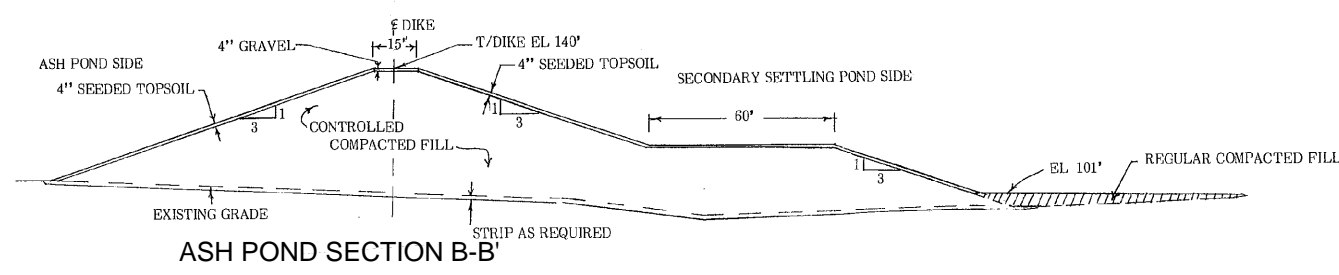 ℄ DIKE
15'
4" GRAVEL
T/DIKE EL 140'
ASH POND SIDE
4" SEEDED TOPSOIL
SECONDARY SETTLING POND SIDE
4" SEEDED TOPSOIL
1
3
1
3
60'
CONTROLLED
COMPACTED FILL
1
3
EL 101'
REGULAR COMPACTED FILL
EXISTING GRADE
STRIP AS REQUIRED
ASH POND SECTION B-B'